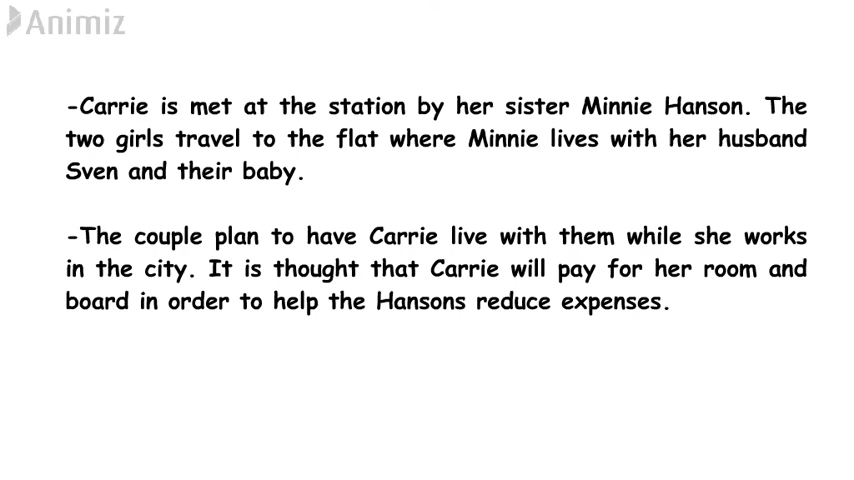 Animiz
-Carrie is met at the station by her sister Minnie Hanson. The
two girls travel to the flat where Minnie lives with her husband
Sven and their baby.
-The couple plan to have Carrie live with them while she works
in the city. It is thought that Carrie will pay for her room and
board in order to help the Hansons reduce expenses.